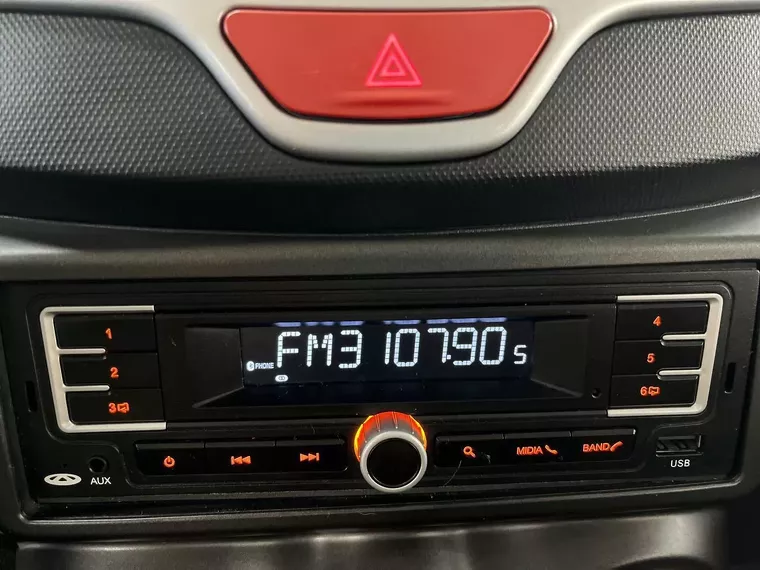 1
2
3
PHONE
FM3 107.90 S
4
5
6
MIDIA
BAND
AUX
USB